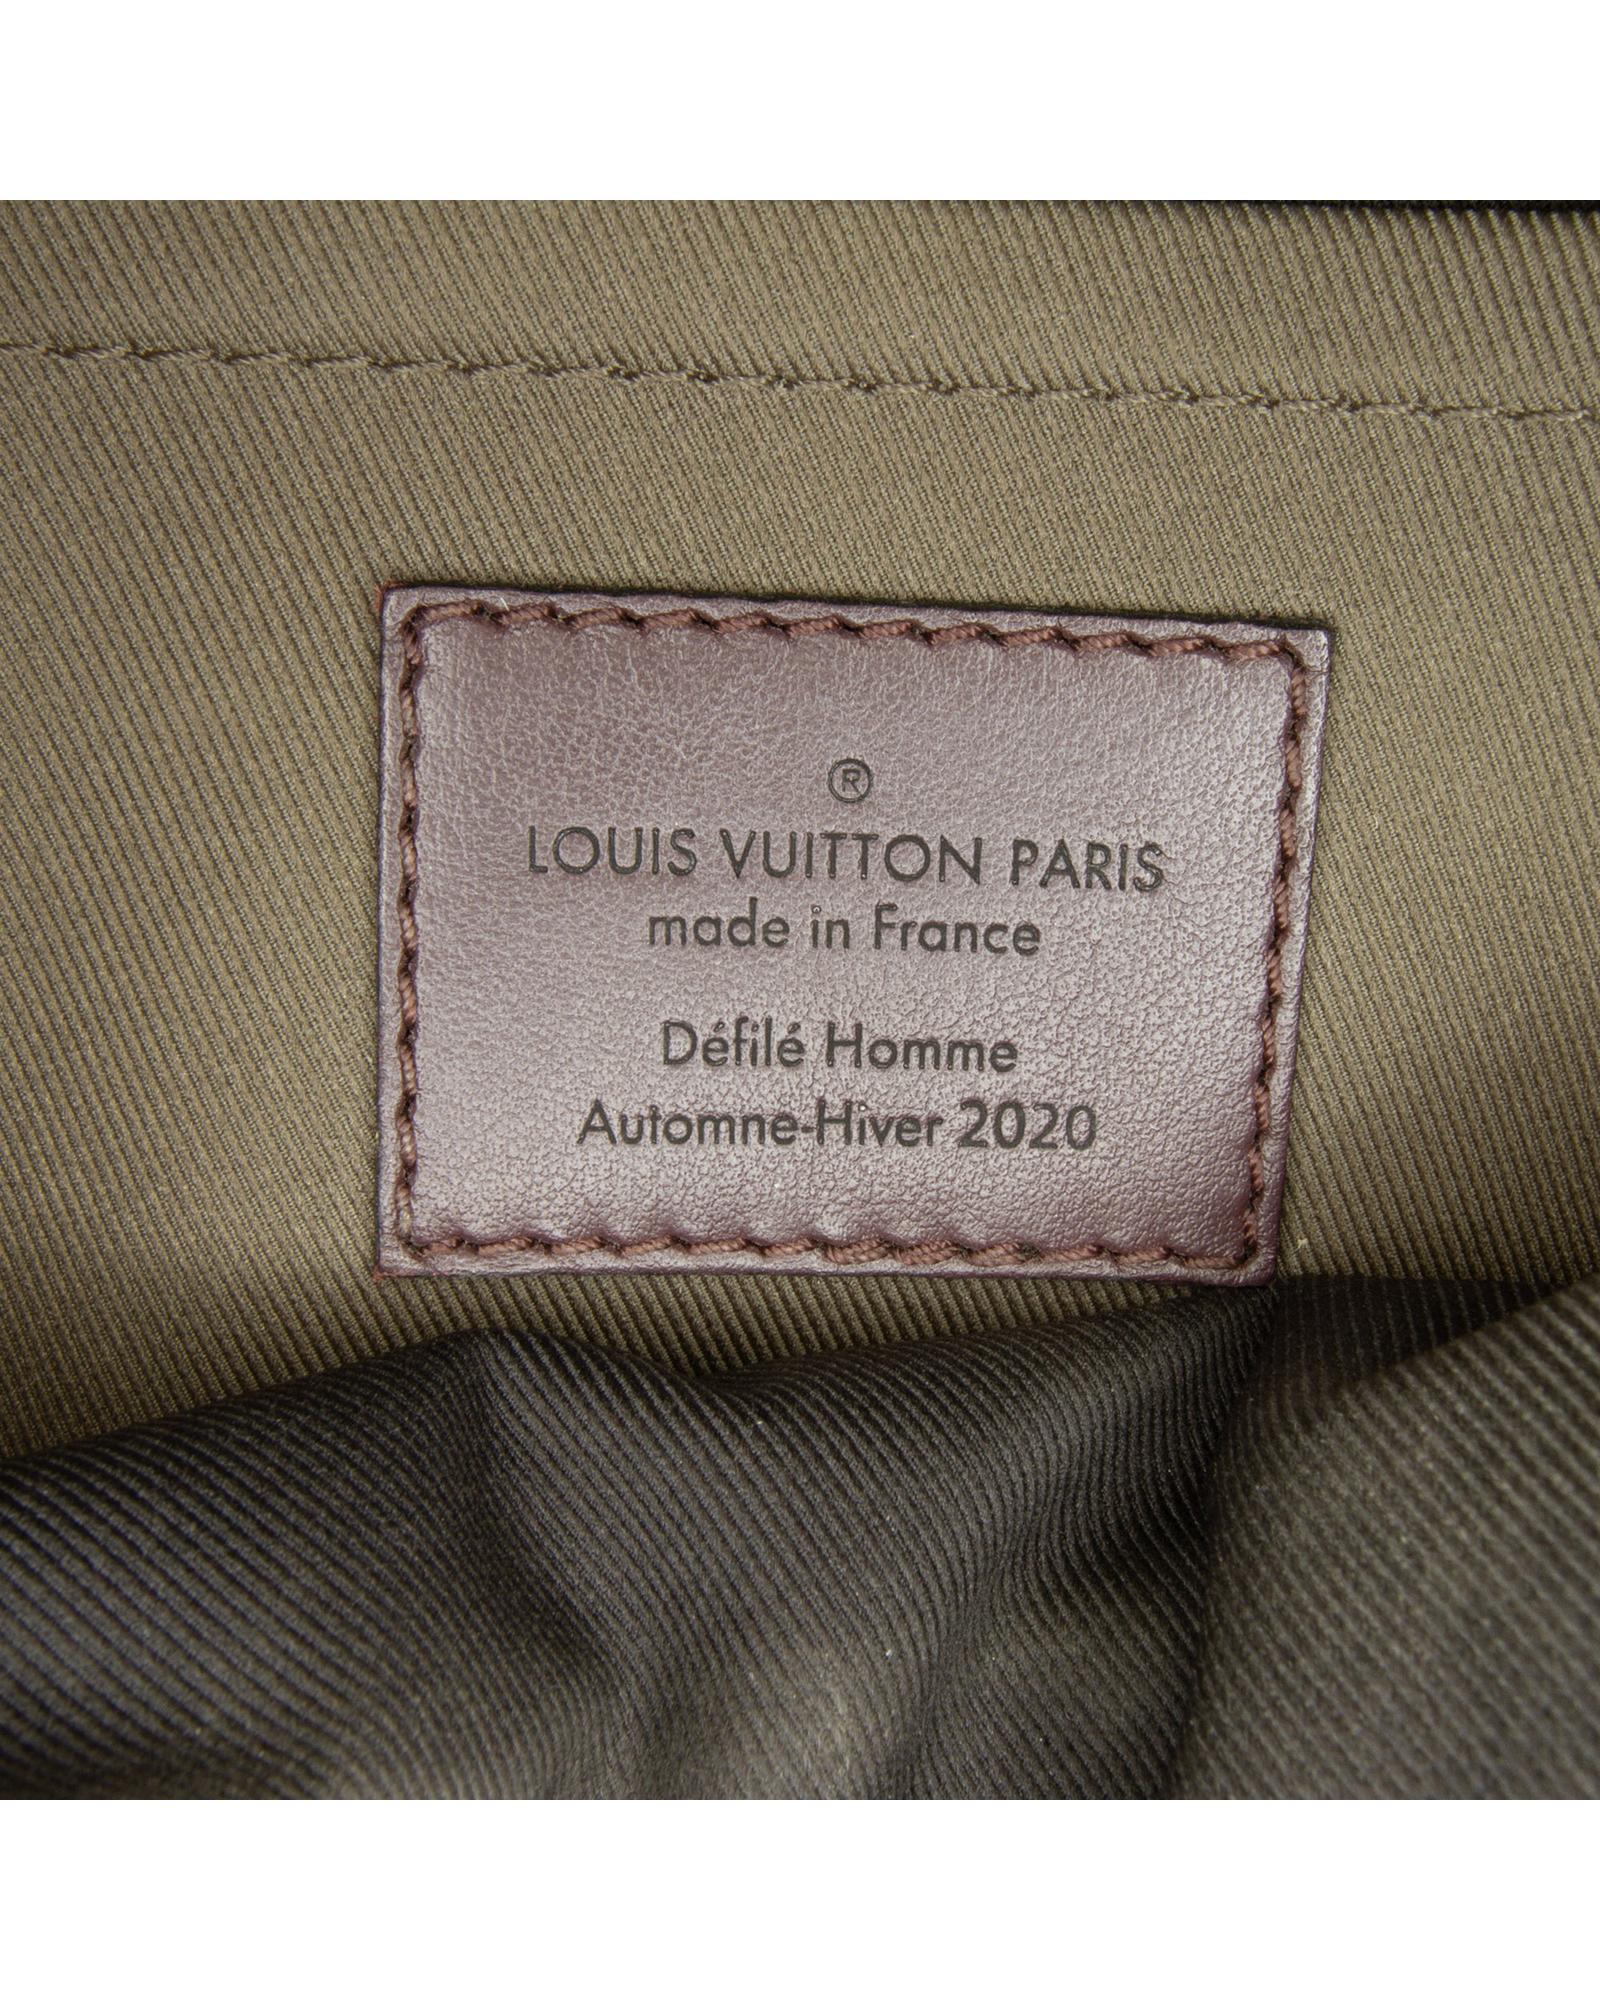 ®
LOUIS VUITTON PARIS
made in France
Défilé Homme
Automne-Hiver 2020